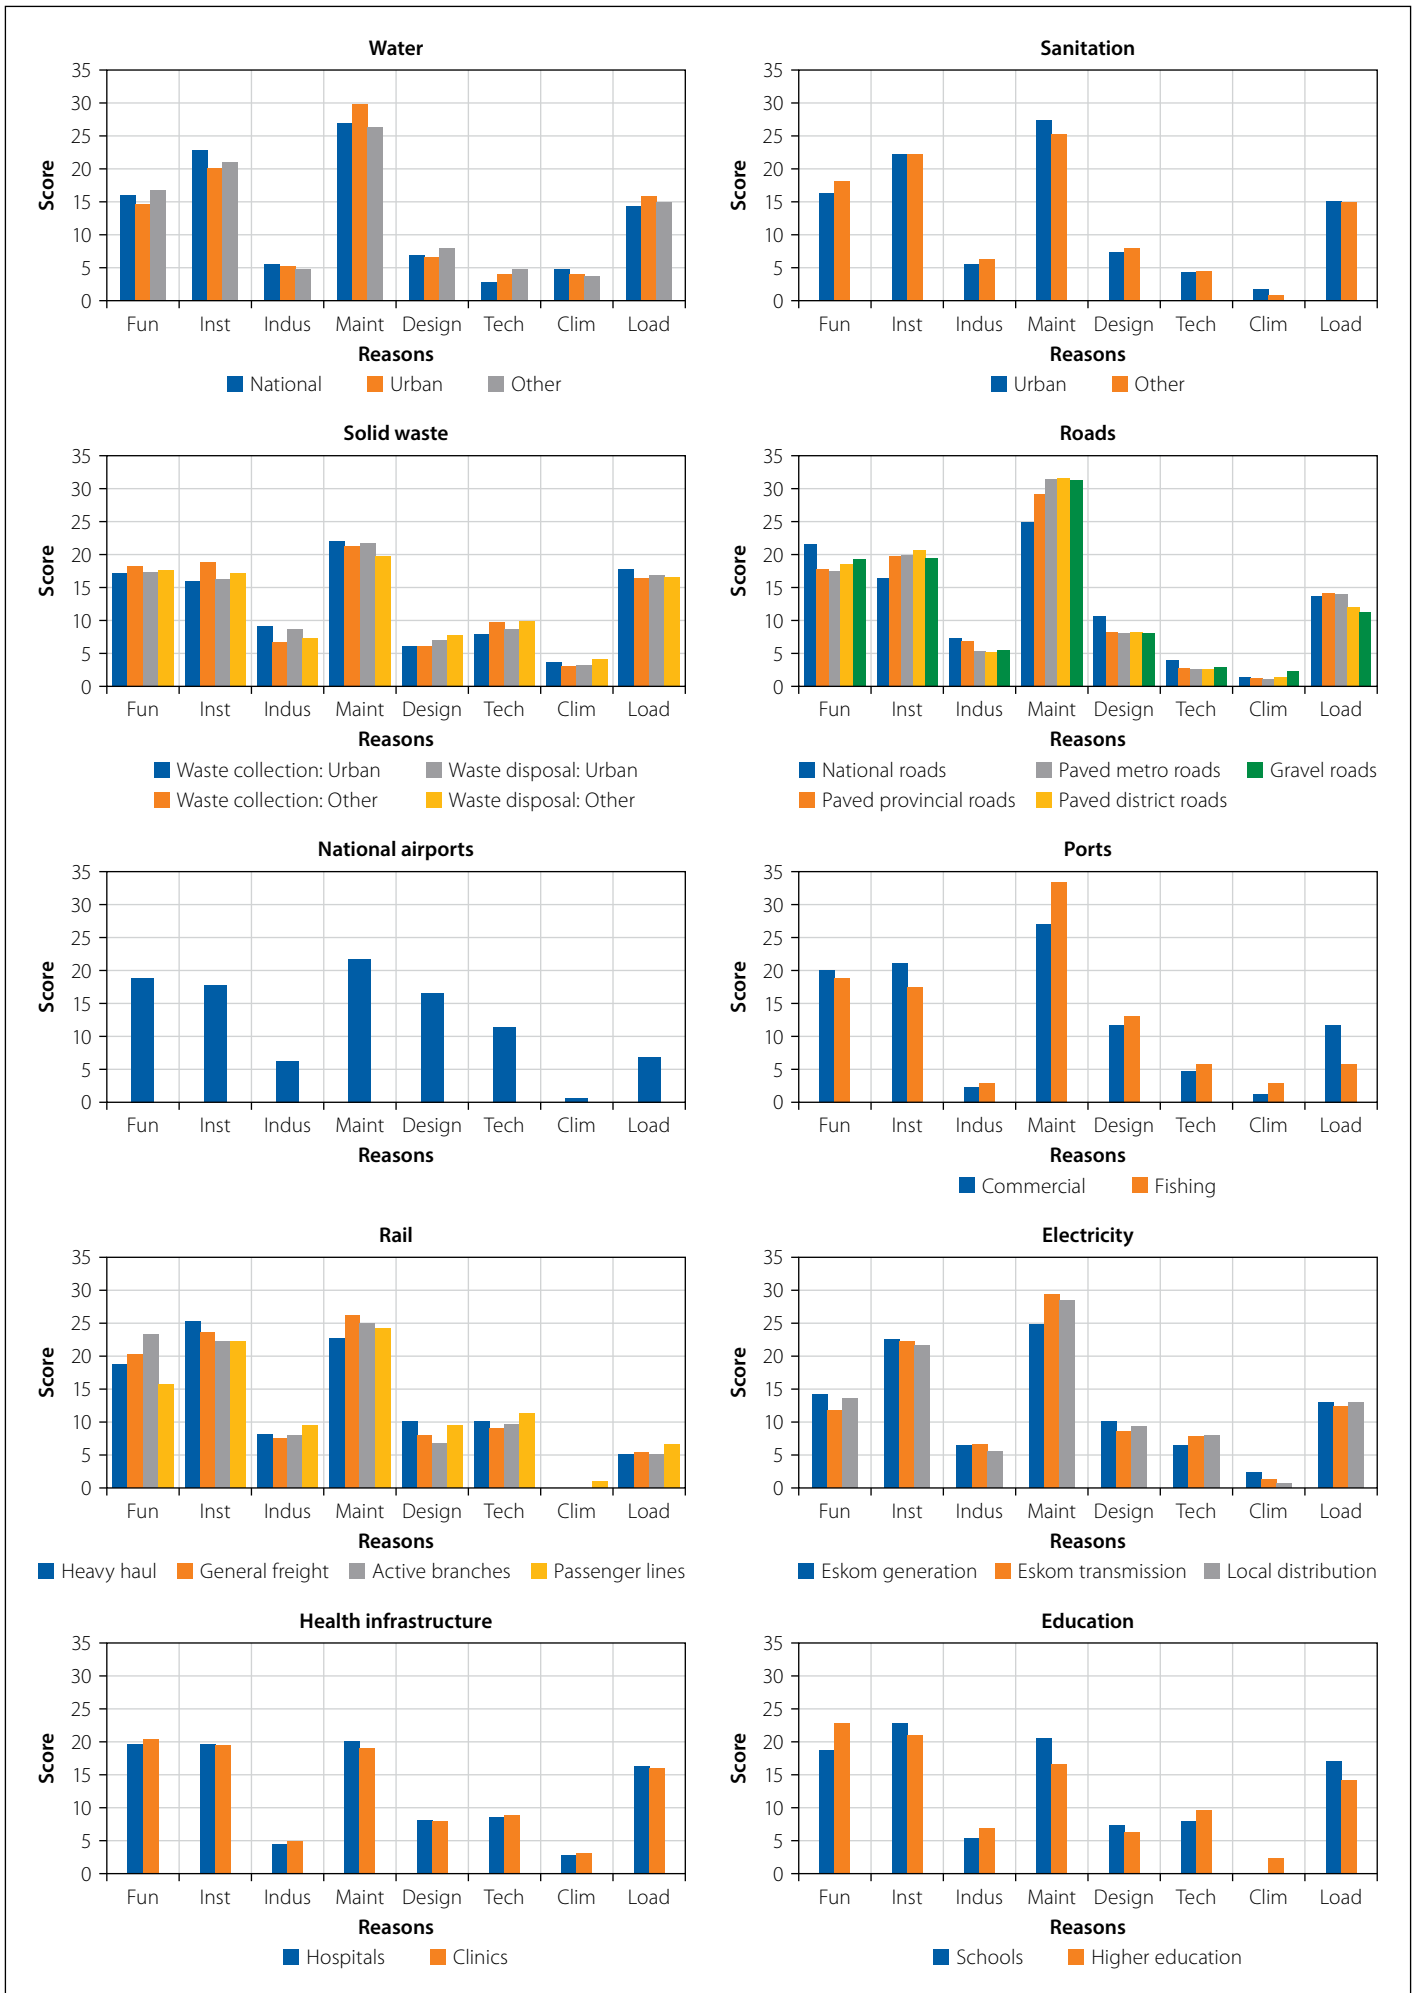 Water
35
30
25
20
15
10
5
0
Score
Fun Inst Indus Maint Design Tech Clim Load
Reasons
National Urban Other
Sanitation
35
30
25
20
15
10
5
0
Score
Fun Inst Indus Maint Design Tech Clim Load
Reasons
Urban Other
Solid waste
35
30
25
20
15
10
5
0
Score
Fun Inst Indus Maint Design Tech Clim Load
Reasons
Waste collection: Urban Waste disposal: Urban
Waste collection: Other Waste disposal: Other
Roads
35
30
25
20
15
10
5
0
Score
Fun Inst Indus Maint Design Tech Clim Load
Reasons
National roads Paved metro roads Gravel roads
Paved provincial roads Paved district roads
National airports
35
30
25
20
15
10
5
0
Score
Fun Inst Indus Maint Design Tech Clim Load
Reasons
Ports
35
30
25
20
15
10
5
0
Score
Fun Inst Indus Maint Design Tech Clim Load
Reasons
Commercial Fishing
Rail
35
30
25
20
15
10
5
0
Score
Fun Inst Indus Maint Design Tech Clim Load
Reasons
Heavy haul General freight Active branches Passenger lines
Electricity
35
30
25
20
15
10
5
0
Score
Fun Inst Indus Maint Design Tech Clim Load
Reasons
Eskom generation Eskom transmission Local distribution
Health infrastructure
35
30
25
20
15
10
5
0
Score
Fun Inst Indus Maint Design Tech Clim Load
Reasons
Hospitals Clinics
Education
35
30
25
20
15
10
5
0
Score
Fun Inst Indus Maint Design Tech Clim Load
Reasons
Schools Higher education